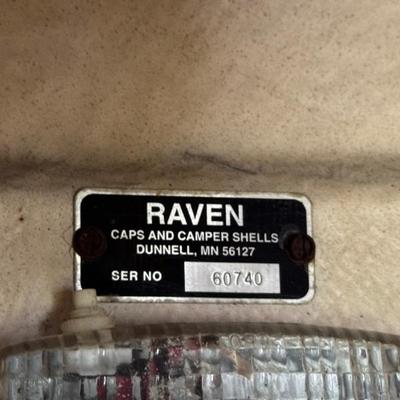 RAVEN
CAPS AND CAMPER SHELLS
DUNNELL, MN 56127
SER NO 60740